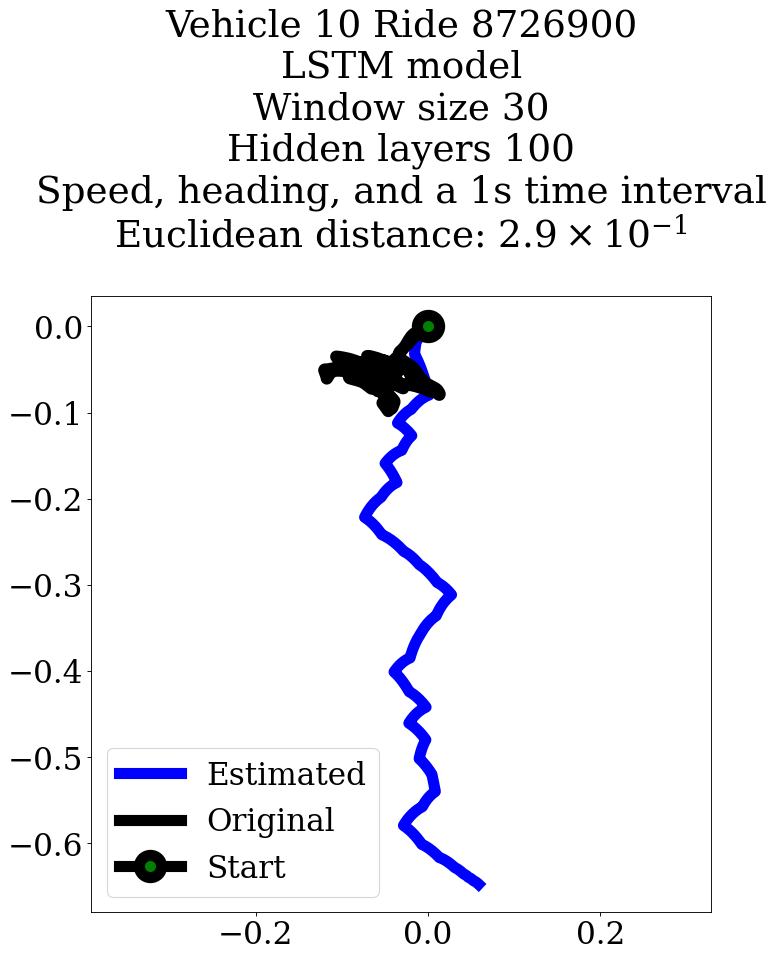 Vehicle 10 Ride 8726900
LSTM model
Window size 30
Hidden layers 100
Speed, heading, and a 1s time interval
Euclidean distance: 2.9 × 10⁻¹
0.0
−0.1
−0.2
−0.3
−0.4
−0.5
−0.6
Estimated
Original
Start
−0.2 0.0 0.2